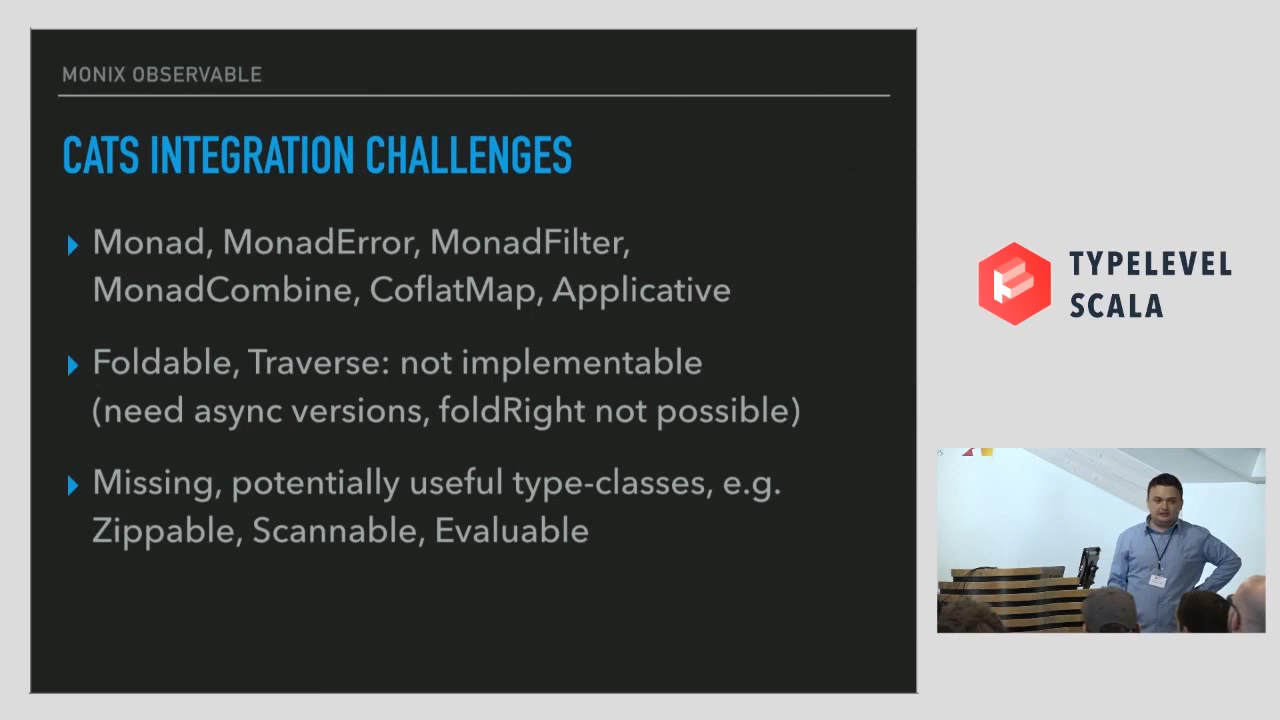 MONIX OBSERVABLE
CATS INTEGRATION CHALLENGES
Monad, MonadError, MonadFilter,
MonadCombine, CoflatMap, Applicative
Foldable, Traverse: not implementable
(need async versions, foldRight not possible)
Missing, potentially useful type-classes, e.g.
Zippable, Scannable, Evaluable
TYPELEVEL
SCALA